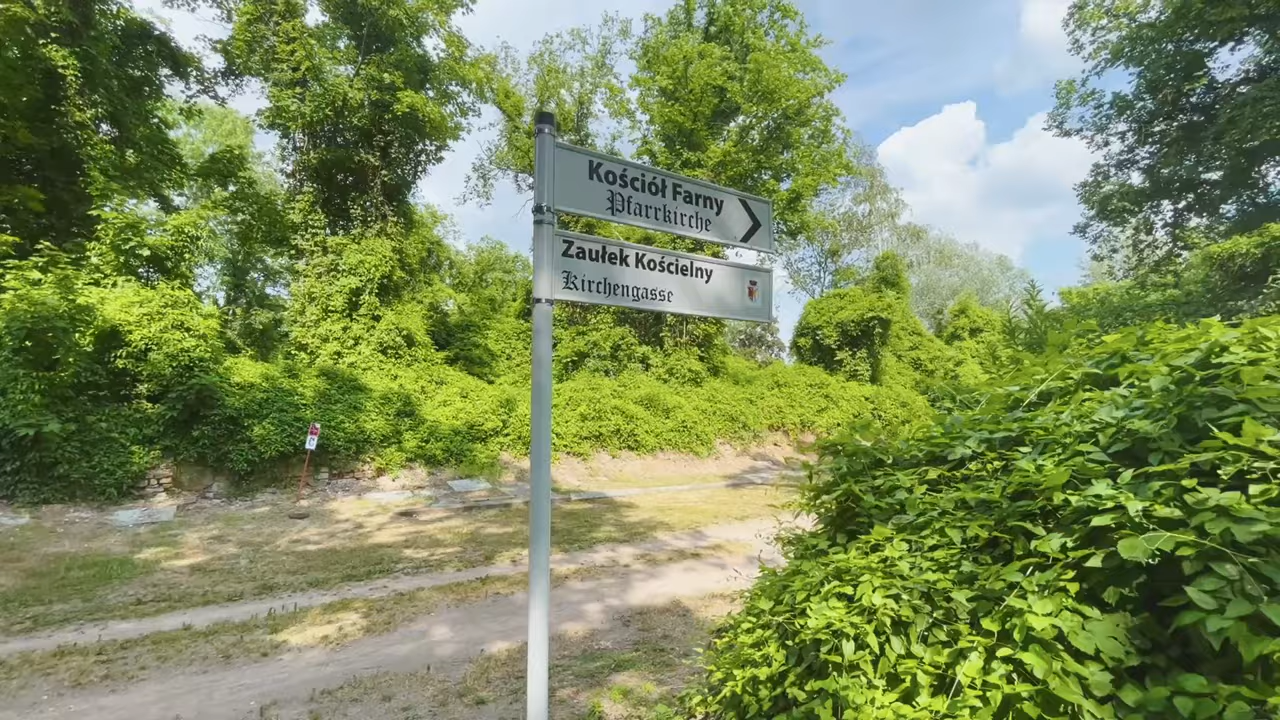 Kościół Farny
Pfarrkirche
Zaułek Kościelny
Kirchengasse